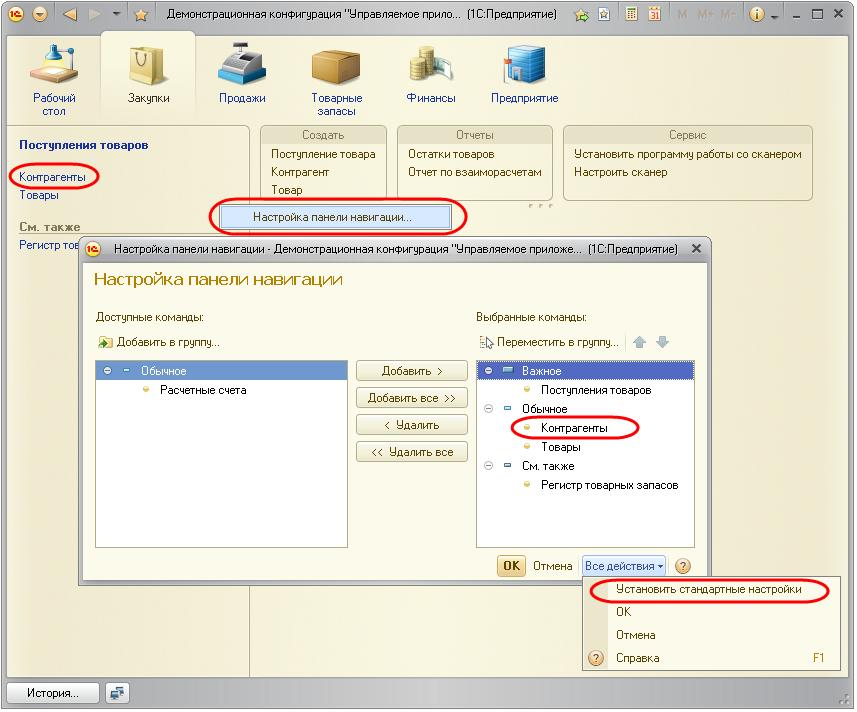 Демонстрационная конфигурация "Управляемое прило... (1С:Предприятие)
M M+ M-
31
Рабочий стол
Закупки
Продажи
Товарные запасы
Финансы
Предприятие
Поступления товаров
Контрагенты
Товары
См. также
Регистр тов
Создать
Поступление товара
Контрагент
Товар
Отчеты
Остатки товаров
Отчет по взаиморасчетам
Сервис
Установить программу работы со сканером
Настроить сканер
Настройка панели навигации...
Настройка панели навигации - Демонстрационная конфигурация "Управляемое приложе... (1С:Предприятие)
Настройка панели навигации
Доступные команды:
Добавить в группу...
Обычное
Расчетные счета
Добавить >
Добавить все >>
< Удалить
<< Удалить все
Выбранные команды:
Переместить в группу...
Важное
Поступления товаров
Обычное
Контрагенты
Товары
См. также
Регистр товарных запасов
OK
Отмена
Все действия
?
Установить стандартные настройки
OK
Отмена
? Справка F1
История...